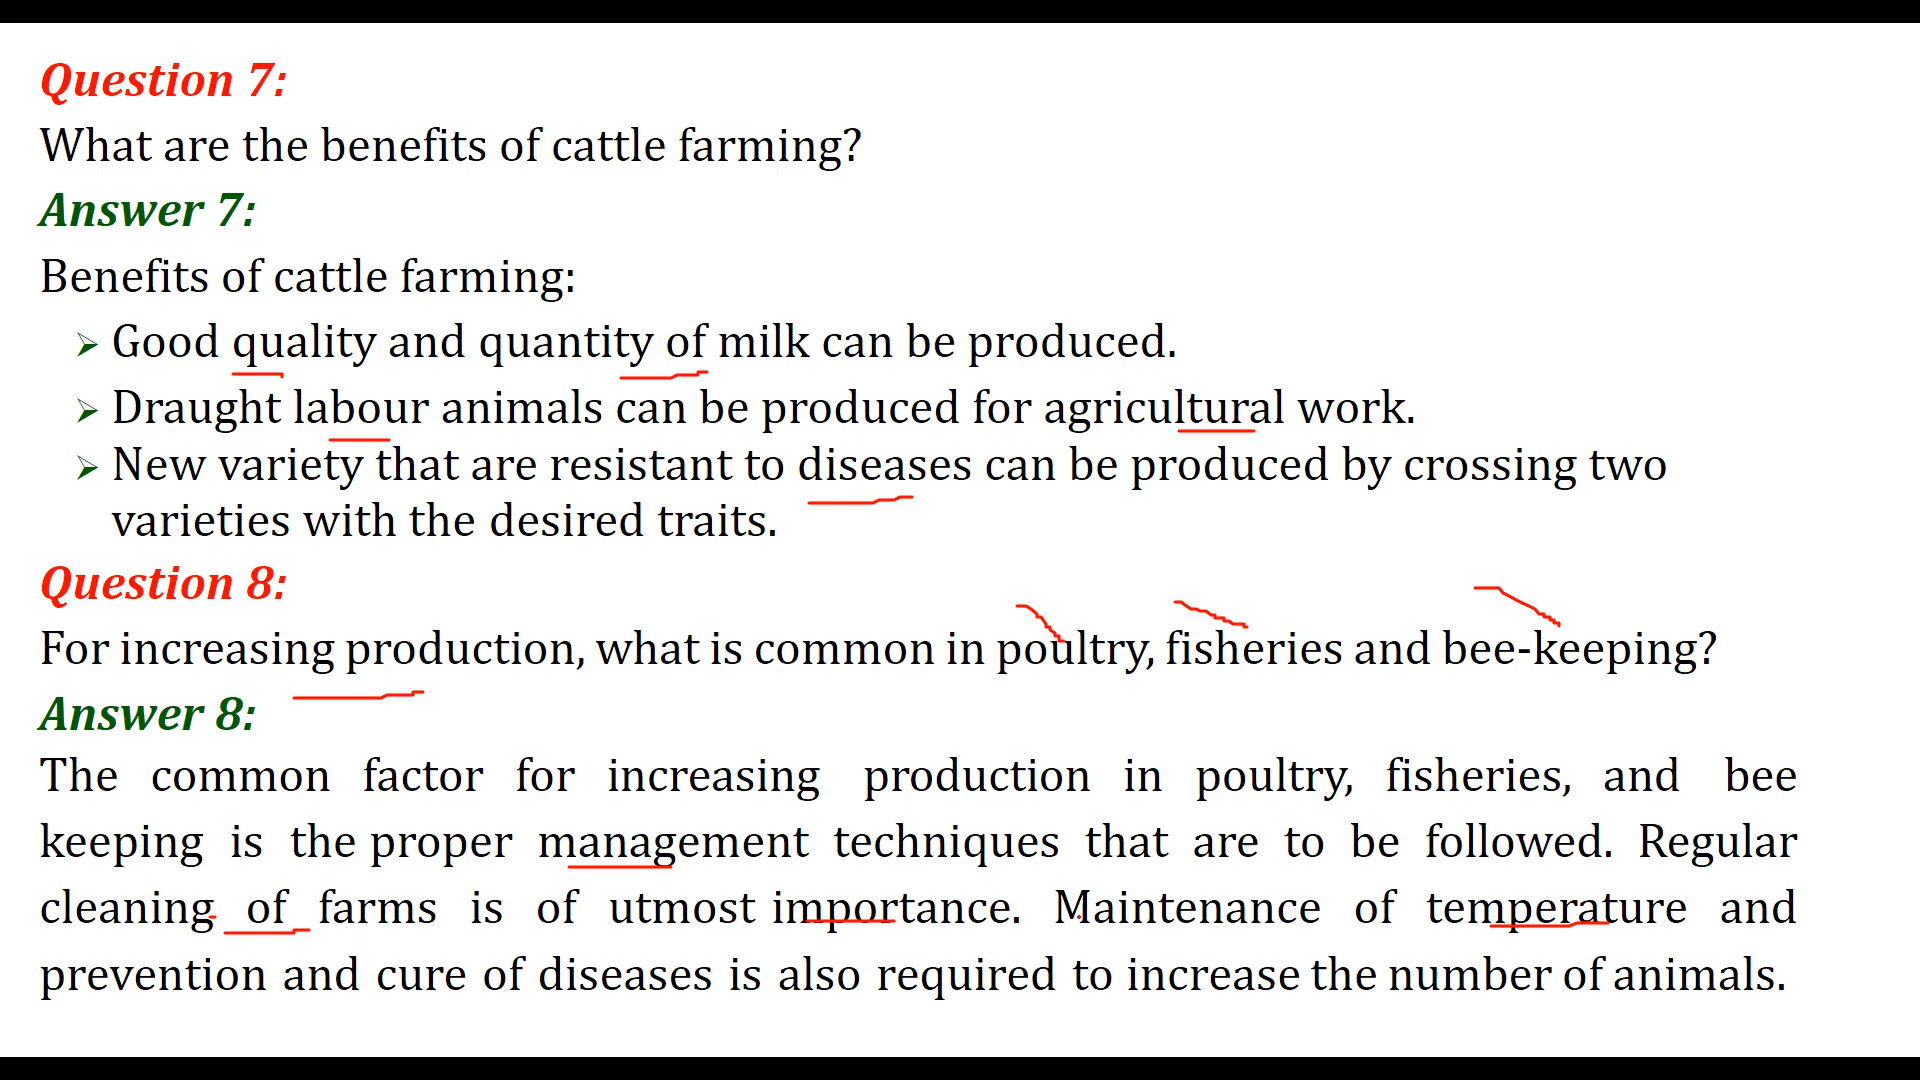 Question 7:
What are the benefits of cattle farming?
Answer 7:
Benefits of cattle farming:
➢ Good quality and quantity of milk can be produced.
➢ Draught labour animals can be produced for agricultural work.
➢ New variety that are resistant to diseases can be produced by crossing two
varieties with the desired traits.
Question 8:
For increasing production, what is common in poultry, fisheries and bee-keeping?
Answer 8:
The common factor for increasing production in poultry, fisheries, and bee
keeping is the proper management techniques that are to be followed. Regular
cleaning of farms is of utmost importance. Maintenance of temperature and
prevention and cure of diseases is also required to increase the number of animals.